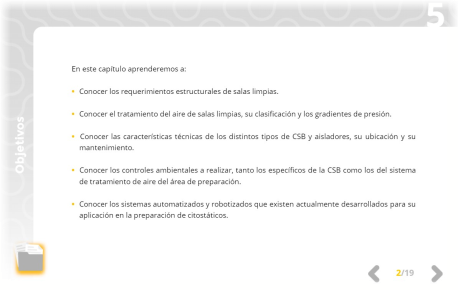 5
Objetivos
En este capítulo aprenderemos a:
• Conocer los requerimientos estructurales de salas limpias.
• Conocer el tratamiento del aire de salas limpias, su clasificación y los gradientes de presión.
• Conocer las características técnicas de los distintos tipos de CSB y aisladores, su ubicación y su
mantenimiento.
• Conocer los controles ambientales a realizar, tanto los específicos de la CSB como los del sistema
de tratamiento de aire del área de preparación.
• Conocer los sistemas automatizados y robotizados que existen actualmente desarrollados para su
aplicación en la preparación de citostáticos.
2/19